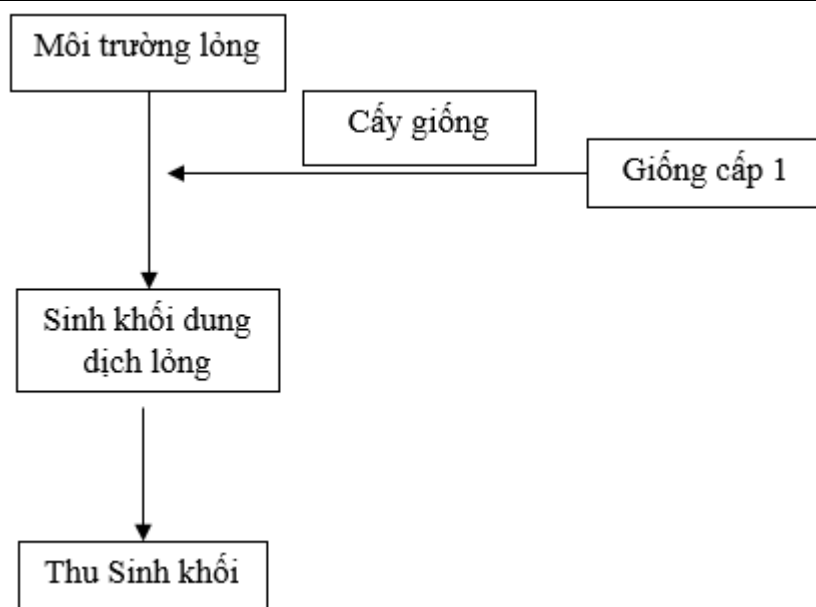 Môi trường lỏng
Cấy giống
Giống cấp 1
Sinh khối dung
dịch lỏng
Thu Sinh khối